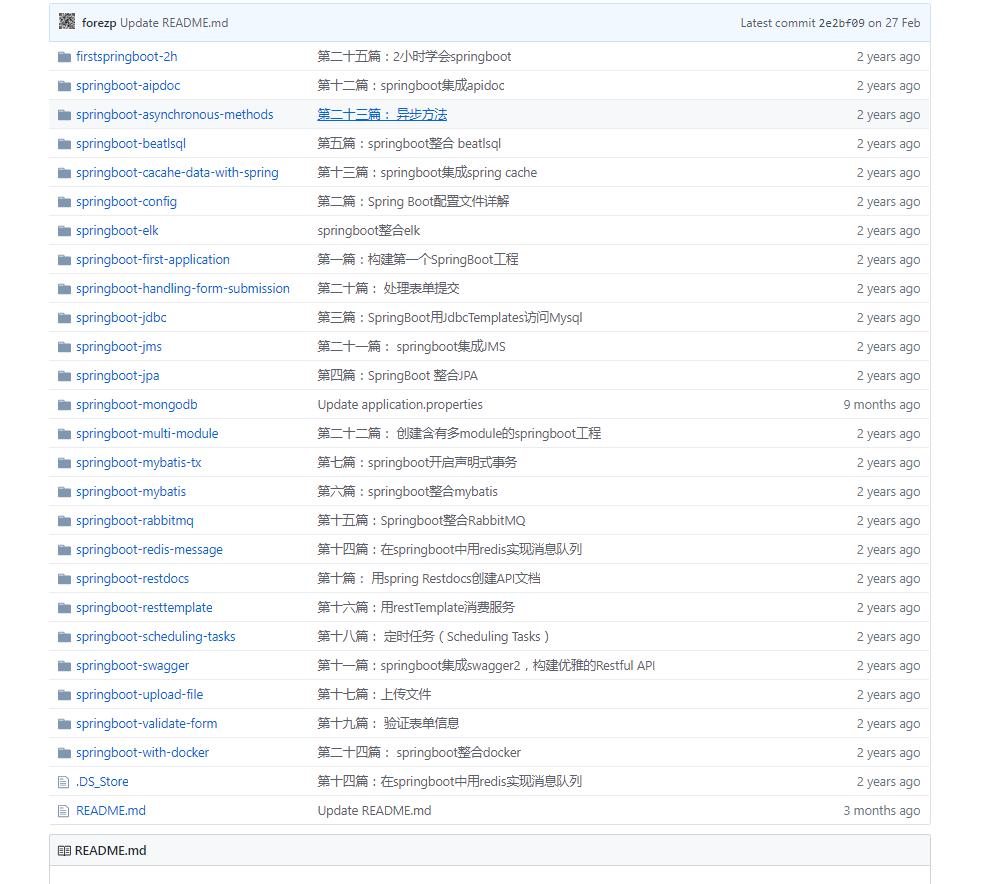 forezp Update README.md Latest commit 2e2bf09 on 27 Feb
firstspringboot-2h 第二十五篇：2小时学会springboot 2 years ago
springboot-aipdoc 第十二篇：springboot集成apidoc 2 years ago
springboot-asynchronous-methods 第二十三篇： 异步方法 2 years ago
springboot-beatlsql 第五篇：springboot整合 beatlsql 2 years ago
springboot-cacahe-data-with-spring 第十三篇：springboot集成spring cache 2 years ago
springboot-config 第二篇：Spring Boot配置文件详解 2 years ago
springboot-elk springboot整合elk 2 years ago
springboot-first-application 第一篇：构建第一个SpringBoot工程 2 years ago
springboot-handling-form-submission 第二十篇： 处理表单提交 2 years ago
springboot-jdbc 第三篇：SpringBoot用JdbcTemplates访问Mysql 2 years ago
springboot-jms 第二十一篇： springboot集成JMS 2 years ago
springboot-jpa 第四篇：SpringBoot 整合JPA 2 years ago
springboot-mongodb Update application.properties 9 months ago
springboot-multi-module 第二十二篇： 创建含有多module的springboot工程 2 years ago
springboot-mybatis-tx 第七篇：springboot开启声明式事务 2 years ago
springboot-mybatis 第六篇：springboot整合mybatis 2 years ago
springboot-rabbitmq 第十五篇：Springboot整合RabbitMQ 2 years ago
springboot-redis-message 第十四篇：在springboot中用redis实现消息队列 2 years ago
springboot-restdocs 第十篇： 用spring Restdocs创建API文档 2 years ago
springboot-resttemplate 第十六篇：用restTemplate消费服务 2 years ago
springboot-scheduling-tasks 第十八篇： 定时任务（Scheduling Tasks） 2 years ago
springboot-swagger 第十一篇：springboot集成swagger2，构建优雅的Restful API 2 years ago
springboot-upload-file 第十七篇：上传文件 2 years ago
springboot-validate-form 第十九篇： 验证表单信息 2 years ago
springboot-with-docker 第二十四篇： springboot整合docker 2 years ago
.DS_Store 第十四篇：在springboot中用redis实现消息队列 2 years ago
README.md Update README.md 3 months ago
README.md